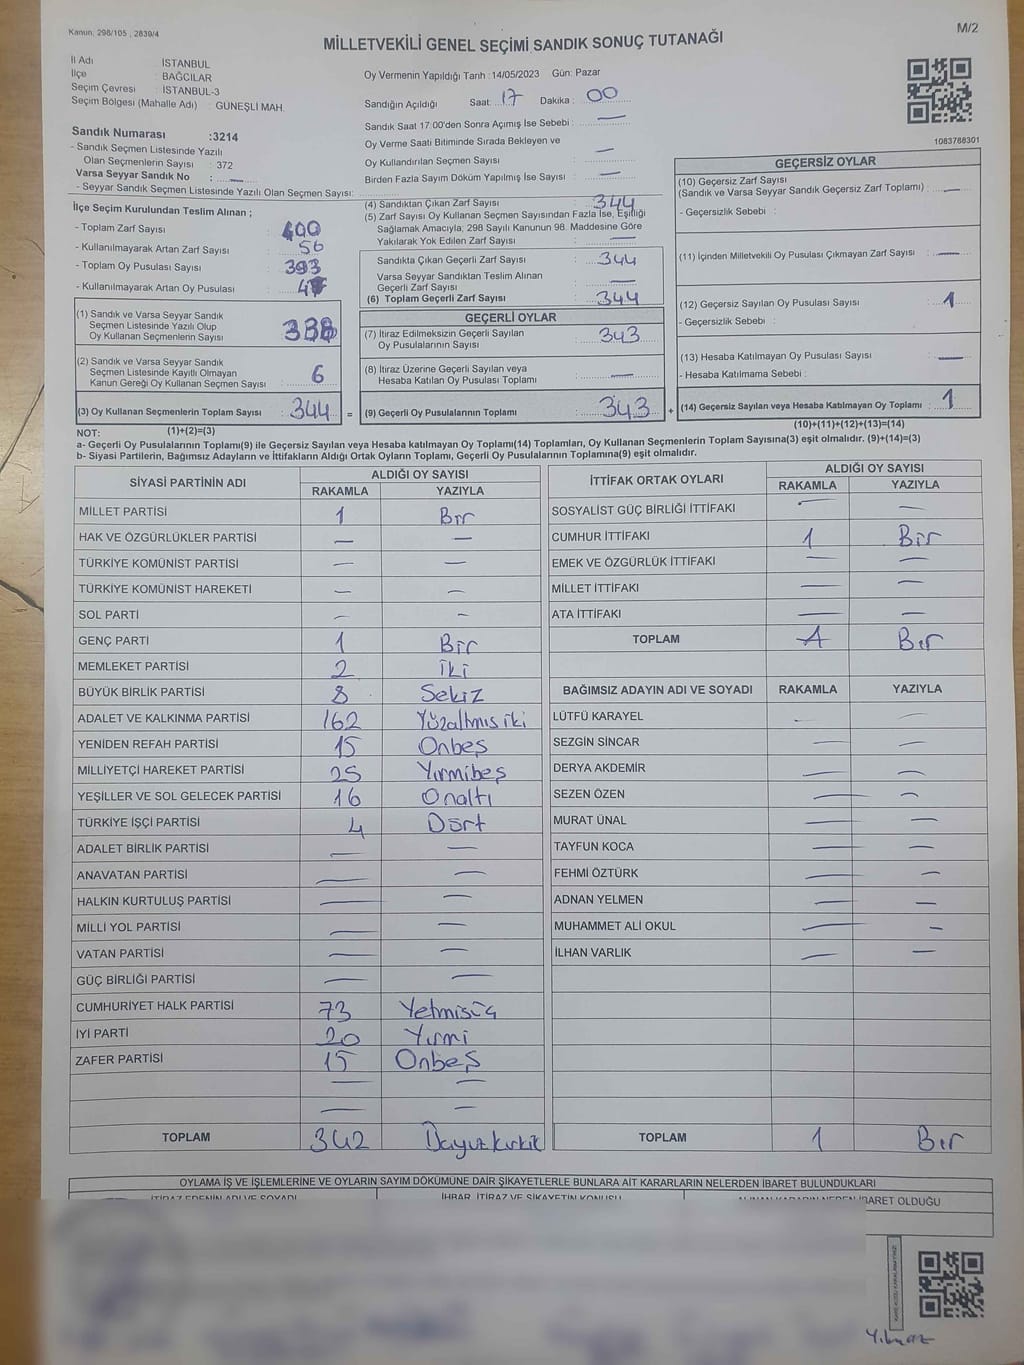 Kanun, 298/105 , 2839/4
M/2
MİLLETVEKİLİ GENEL SEÇİMİ SANDIK SONUÇ TUTANAĞI
İl Adı : İSTANBUL
İlçe : BAĞCILAR
Seçim Çevresi : İSTANBUL-3
Seçim Bölgesi (Mahalle Adı) : GÜNEŞLİ MAH.
Sandık Numarası :3214
- Sandık Seçmen Listesinde Yazılı
Olan Seçmenlerin Sayısı : 372
Varsa Seyyar Sandık No : —
- Seyyar Sandık Seçmen Listesinde Yazılı Olan Seçmen Sayısı:
Oy Vermenin Yapıldığı Tarih :14/05/2023 Gün: Pazar
Sandığın Açıldığı Saat: 17 Dakika : 00
Sandık Saat 17:00'den Sonra Açımış İse Sebebi : —
Oy Verme Saati Bitiminde Sırada Bekleyen ve
Oy Kullandırılan Seçmen Sayısı : —
Birden Fazla Sayım Döküm Yapılmış İse Sayısı : —
1083788301
İlçe Seçim Kurulundan Teslim Alınan ;
- Toplam Zarf Sayısı : 400
- Kullanılmayarak Artan Zarf Sayısı : 56
- Toplam Oy Pusulası Sayısı : 393
- Kullanılmayarak Artan Oy Pusulası :
(1) Sandık ve Varsa Seyyar Sandık
Seçmen Listesinde Yazılı Olup
Oy Kullanan Seçmenlerin Sayısı : 338
(2) Sandık ve Varsa Seyyar Sandık
Seçmen Listesinde Kayıtlı Olmayan
Kanun Gereği Oy Kullanan Seçmen Sayısı : 6
(3) Oy Kullanan Seçmenlerin Toplam Sayısı : 344 =
(1)+(2)=(3)
(4) Sandıktan Çıkan Zarf Sayısı : 344
(5) Zarf Sayısı Oy Kullanan Seçmen Sayısından Fazla İse, Eşitliği
Sağlamak Amacıyla, 298 Sayılı Kanunun 98. Maddesine Göre
Yakılarak Yok Edilen Zarf Sayısı : —
Sandıkta Çıkan Geçerli Zarf Sayısı : 344
Varsa Seyyar Sandıktan Teslim Alınan
Geçerli Zarf Sayısı : —
(6) Toplam Geçerli Zarf Sayısı : 344
GEÇERLİ OYLAR
(7) İtiraz Edilmeksizin Geçerli Sayılan
Oy Pusulalarının Sayısı : 343
(8) İtiraz Üzerine Geçerli Sayılan veya
Hesaba Katılan Oy Pusulası Toplamı : —
(9) Geçerli Oy Pusulalarının Toplamı : 343 +
GEÇERSİZ OYLAR
(10) Geçersiz Zarf Sayısı
(Sandık ve Varsa Seyyar Sandık Geçersiz Zarf Toplamı) : —
- Geçersizlik Sebebi :
(11) İçinden Milletvekili Oy Pusulası Çıkmayan Zarf Sayısı : —
(12) Geçersiz Sayılan Oy Pusulası Sayısı : 1
- Geçersizlik Sebebi :
(13) Hesaba Katılmayan Oy Pusulası Sayısı : —
- Hesaba Katılmama Sebebi :
(14) Geçersiz Sayılan veya Hesaba Katılmayan Oy Toplamı : 1
(10)+(11)+(12)+(13)=(14)
NOT:
a- Geçerli Oy Pusulalarının Toplamı(9) ile Geçersiz Sayılan veya Hesaba katılmayan Oy Toplamı(14) Toplamları, Oy Kullanan Seçmenlerin Toplam Sayısına(3) eşit olmalıdır. (9)+(14)=(3)
b- Siyasi Partilerin, Bağımsız Adayların ve İttifakların Aldığı Ortak Oyların Toplamı, Geçerli Oy Pusulalarının Toplamına(9) eşit olmalıdır.
SİYASİ PARTİNİN ADI ALDIĞI OY SAYISI
RAKAMLA YAZIYLA
MİLLET PARTİSİ 1 Bir
HAK VE ÖZGÜRLÜKLER PARTİSİ — —
TÜRKİYE KOMÜNİST PARTİSİ — —
TÜRKİYE KOMÜNİST HAREKETİ — —
SOL PARTİ — —
GENÇ PARTİ 1 Bir
MEMLEKET PARTİSİ 2 İki
BÜYÜK BİRLİK PARTİSİ 8 Sekiz
ADALET VE KALKINMA PARTİSİ 162 Yüzaltmış iki
YENİDEN REFAH PARTİSİ 15 Onbeş
MİLLİYETÇİ HAREKET PARTİSİ 25 Yırmibeş
YEŞİLLER VE SOL GELECEK PARTİSİ 16 Onaltı
TÜRKİYE İŞÇİ PARTİSİ 4 Dört
ADALET BİRLİK PARTİSİ — —
ANAVATAN PARTİSİ — —
HALKIN KURTULUŞ PARTİSİ — —
MİLLİ YOL PARTİSİ — —
VATAN PARTİSİ — —
GÜÇ BİRLİĞİ PARTİSİ — —
CUMHURİYET HALK PARTİSİ 73 Yetmişüç
İYİ PARTİ 20 Yırmi
ZAFER PARTİSİ 15 Onbeş
— —
— —
TOPLAM 342
İTTİFAK ORTAK OYLARI ALDIĞI OY SAYISI
RAKAMLA YAZIYLA
SOSYALİST GÜÇ BİRLİĞİ İTTİFAKI — —
CUMHUR İTTİFAKI 1 Bir
EMEK VE ÖZGÜRLÜK İTTİFAKI — —
MİLLET İTTİFAKI — —
ATA İTTİFAKI — —
TOPLAM 1 Bır
BAĞIMSIZ ADAYIN ADI VE SOYADI RAKAMLA YAZIYLA
LÜTFÜ KARAYEL — —
SEZGİN SİNCAR — —
DERYA AKDEMİR — —
SEZEN ÖZEN — —
MURAT ÜNAL — —
TAYFUN KOCA — —
FEHMİ ÖZTÜRK — —
ADNAN YELMEN — —
MUHAMMET ALİ OKUL — —
İLHAN VARLIK — —
TOPLAM 1 Bır
OYLAMA İŞ VE İŞLEMLERİNE VE OYLARIN SAYIM DÖKÜMÜNE DAİR ŞİKAYETLERLE BUNLARA AİT KARARLARIN NELERDEN İBARET BULUNDUKLARI
İTİRAZ EDENİN ADI VE SOYADI İHBAR, İTİRAZ VE ŞİKAYETİN KONUSU ALINAN KARARIN NEDEN İBARET OLDUĞU
Yılmaz